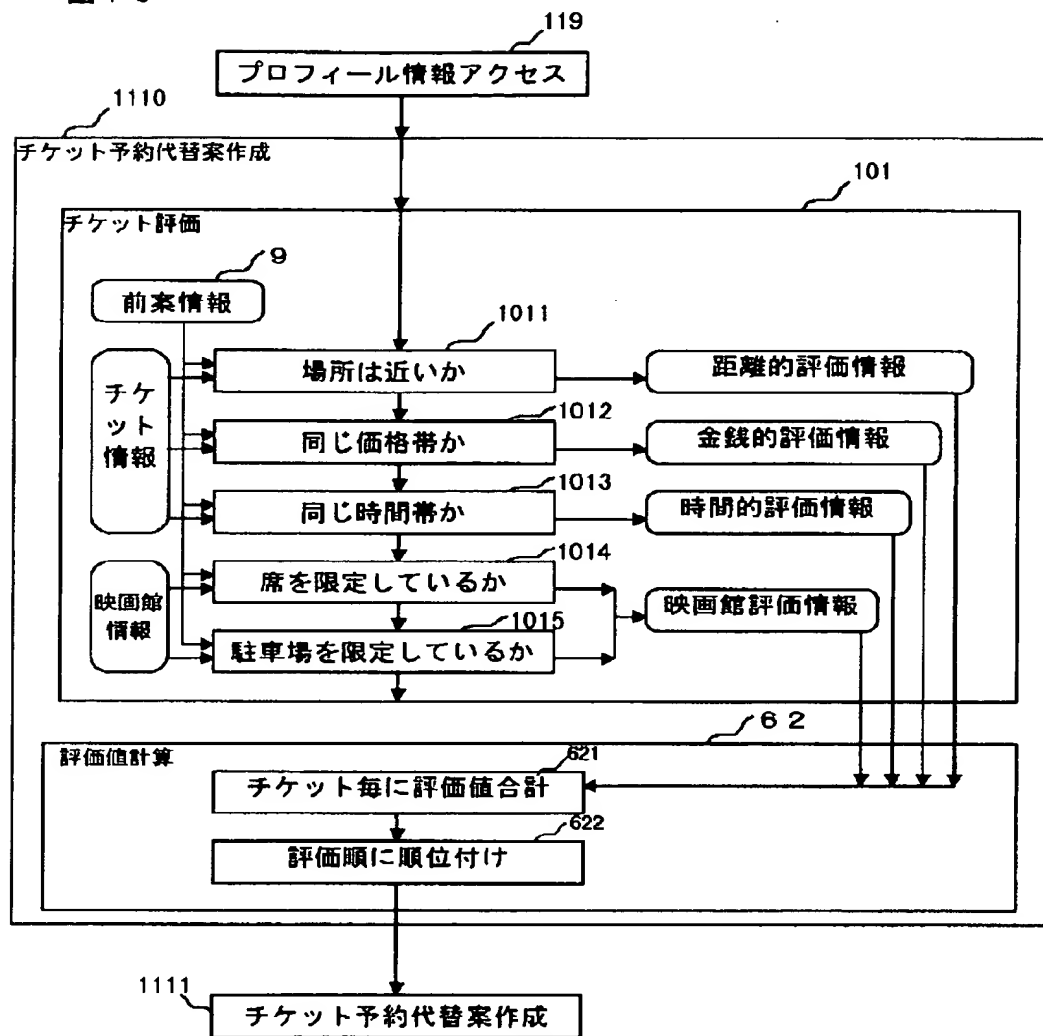 119
プロフィール情報アクセス
1110
チケット予約代替案作成
101
チケット評価
9
前案情報
1011
場所は近いか
距離的評価情報
チケ
ット
情報
1012
同じ価格帯か
金銭的評価情報
1013
同じ時間帯か
時間的評価情報
1014
席を限定しているか
映画館
情報
映画館評価情報
1015
駐車場を限定しているか
62
評価値計算
621
チケット毎に評価値合計
622
評価順に順位付け
1111
チケット予約代替案作成